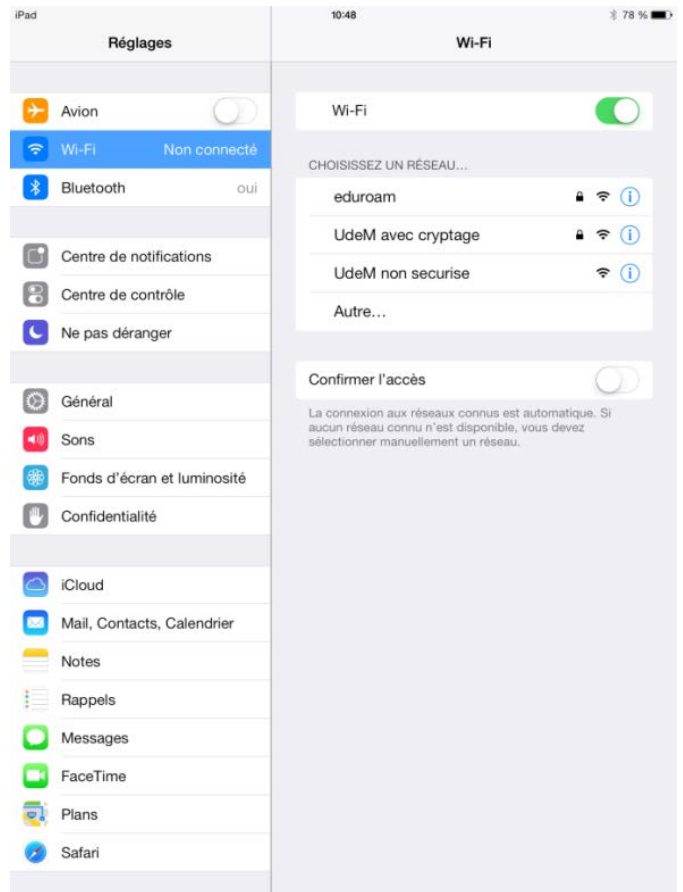 iPad
10:48
78 %
Réglages
Wi-Fi
Avion
Wi-Fi Non connecté
Bluetooth oui
Centre de notifications
Centre de contrôle
Ne pas déranger
Général
Sons
Fonds d'écran et luminosité
Confidentialité
iCloud
Mail, Contacts, Calendrier
Notes
Rappels
Messages
FaceTime
Plans
Safari
Wi-Fi
CHOISISSEZ UN RÉSEAU...
eduroam
UdeM avec cryptage
UdeM non securise
Autre...
Confirmer l'accès
La connexion aux réseaux connus est automatique. Si
aucun réseau connu n'est disponible, vous devez
sélectionner manuellement un réseau.